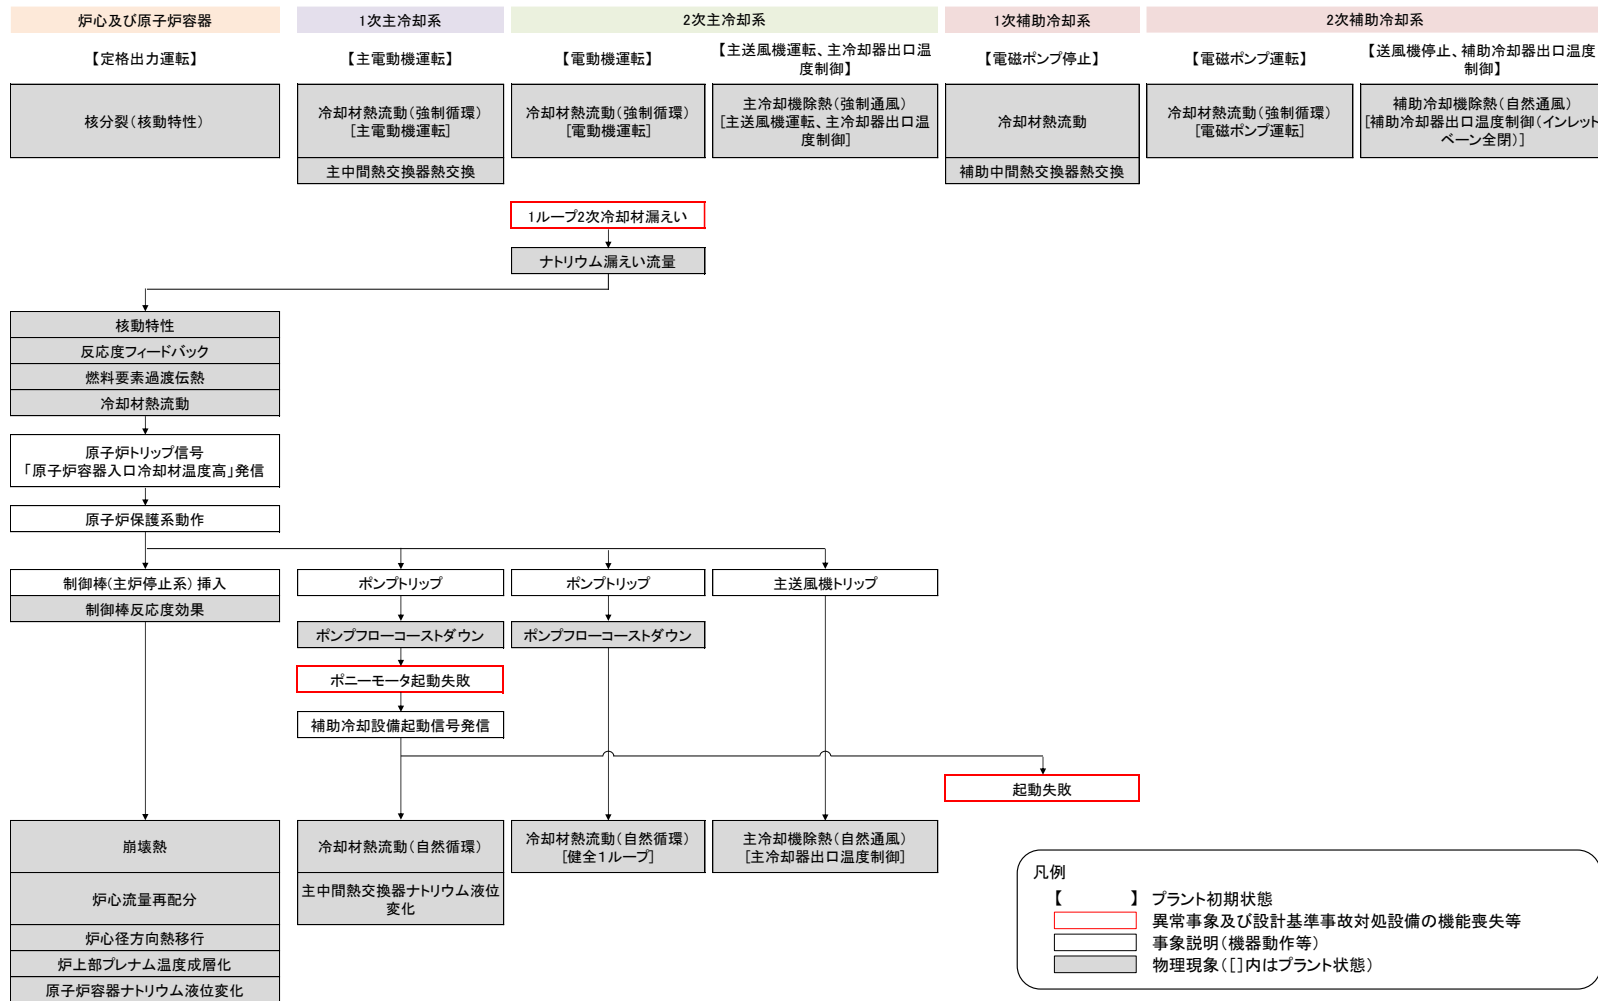 炉心及び原子炉容器
1次主冷却系
2次主冷却系
1次補助冷却系
2次補助冷却系
【定格出力運転】
【主電動機運転】
【電動機運転】
【主送風機運転、主冷却器出口温
度制御】
【電磁ポンプ停止】
【電磁ポンプ運転】
【送風機停止、補助冷却器出口温度
制御】
核分裂(核動特性)
冷却材熱流動(強制循環)
[主電動機運転]
冷却材熱流動(強制循環)
[電動機運転]
主冷却機除熱(強制通風)
[主送風機運転、主冷却器出口温
度制御]
冷却材熱流動
冷却材熱流動(強制循環)
[電磁ポンプ運転]
補助冷却機除熱(自然通風)
[補助冷却器出口温度制御(インレット
ベーン全閉)]
主中間熱交換器熱交換
補助中間熱交換器熱交換
1ループ2次冷却材漏えい
ナトリウム漏えい流量
核動特性
反応度フィードバック
燃料要素過渡伝熱
冷却材熱流動
原子炉トリップ信号
「原子炉容器入口冷却材温度高」発信
原子炉保護系動作
制御棒(主炉停止系)挿入
ポンプトリップ
ポンプトリップ
主送風機トリップ
制御棒反応度効果
ポンプフローコーストダウン
ポンプフローコーストダウン
ポニーモータ起動失敗
補助冷却設備起動信号発信
起動失敗
崩壊熱
冷却材熱流動(自然循環)
冷却材熱流動(自然循環)
[健全1ループ]
主冷却機除熱(自然通風)
[主冷却器出口温度制御]
炉心流量再配分
主中間熱交換器ナトリウム液位
変化
炉心径方向熱移行
炉上部プレナム温度成層化
原子炉容器ナトリウム液位変化
凡例
【 】 プラント初期状態
異常事象及び設計基準事故対処設備の機能喪失等
事象説明(機器動作等)
物理現象([]内はプラント状態)